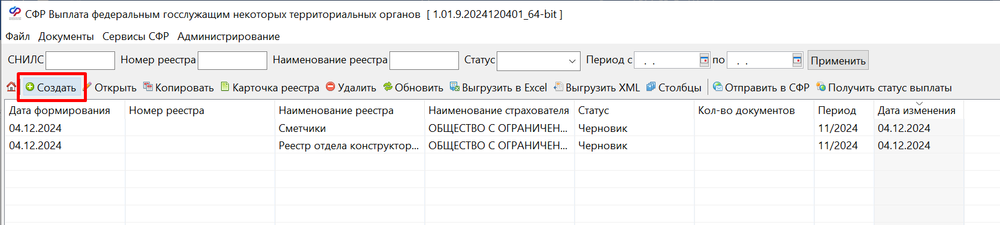 СФР Выплата федеральным госслужащим некоторых территориальных органов [ 1.01.9.2024120401_64-bit ]
Файл Документы Сервисы СФР Администрирование
СНИЛС Номер реестра Наименование реестра Статус Период с . . по . . Применить
Создать Открыть Копировать Карточка реестра Удалить Обновить Выгрузить в Excel Выгрузить XML Столбцы Отправить в СФР Получить статус выплаты
Дата формирования Номер реестра Наименование реестра Наименование страхователя Статус Кол-во документов Период Дата изменения
04.12.2024 Сметчики ОБЩЕСТВО С ОГРАНИЧЕН... Черновик 11/2024 04.12.2024
04.12.2024 Реестр отдела конструктор... ОБЩЕСТВО С ОГРАНИЧЕН... Черновик 11/2024 04.12.2024